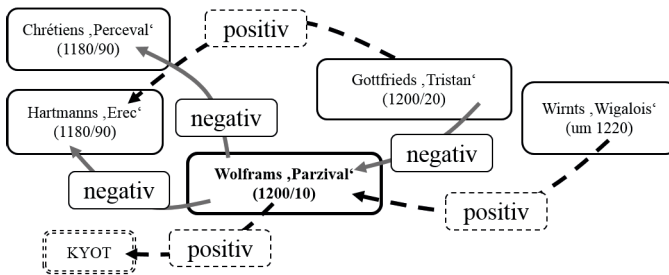 Chrétiens ‚Perceval‘
(1180/90)
positiv
Gottfrieds ‚Tristan‘
(1200/20)
Hartmanns ‚Erec‘
(1180/90)
negativ
Wirnts ‚Wigalois‘
(um 1220)
negativ
negativ
Wolframs ‚Parzival‘
(1200/10)
positiv
KYOT
positiv